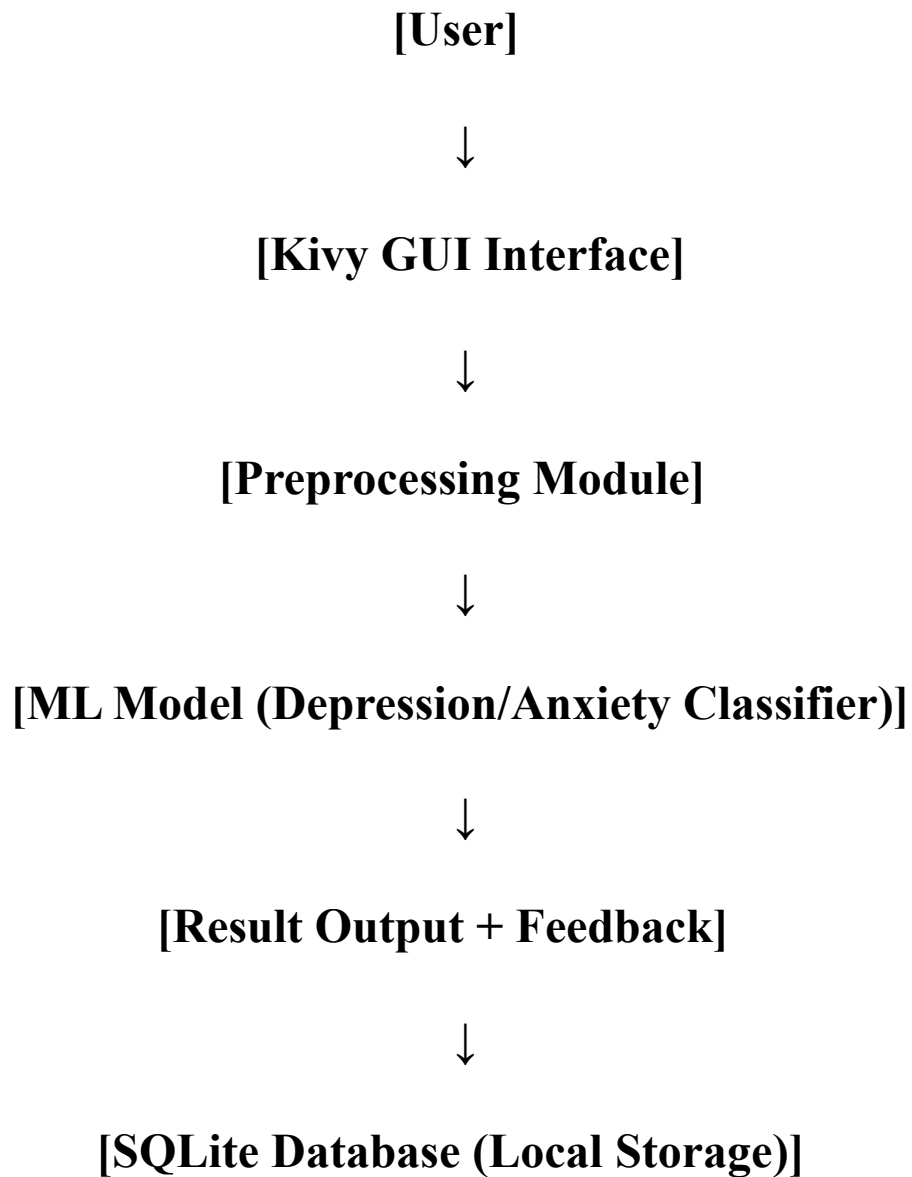 [User]
↓
[Kivy GUI Interface]
↓
[Preprocessing Module]
↓
[ML Model (Depression/Anxiety Classifier)]
↓
[Result Output + Feedback]
↓
[SQLite Database (Local Storage)]